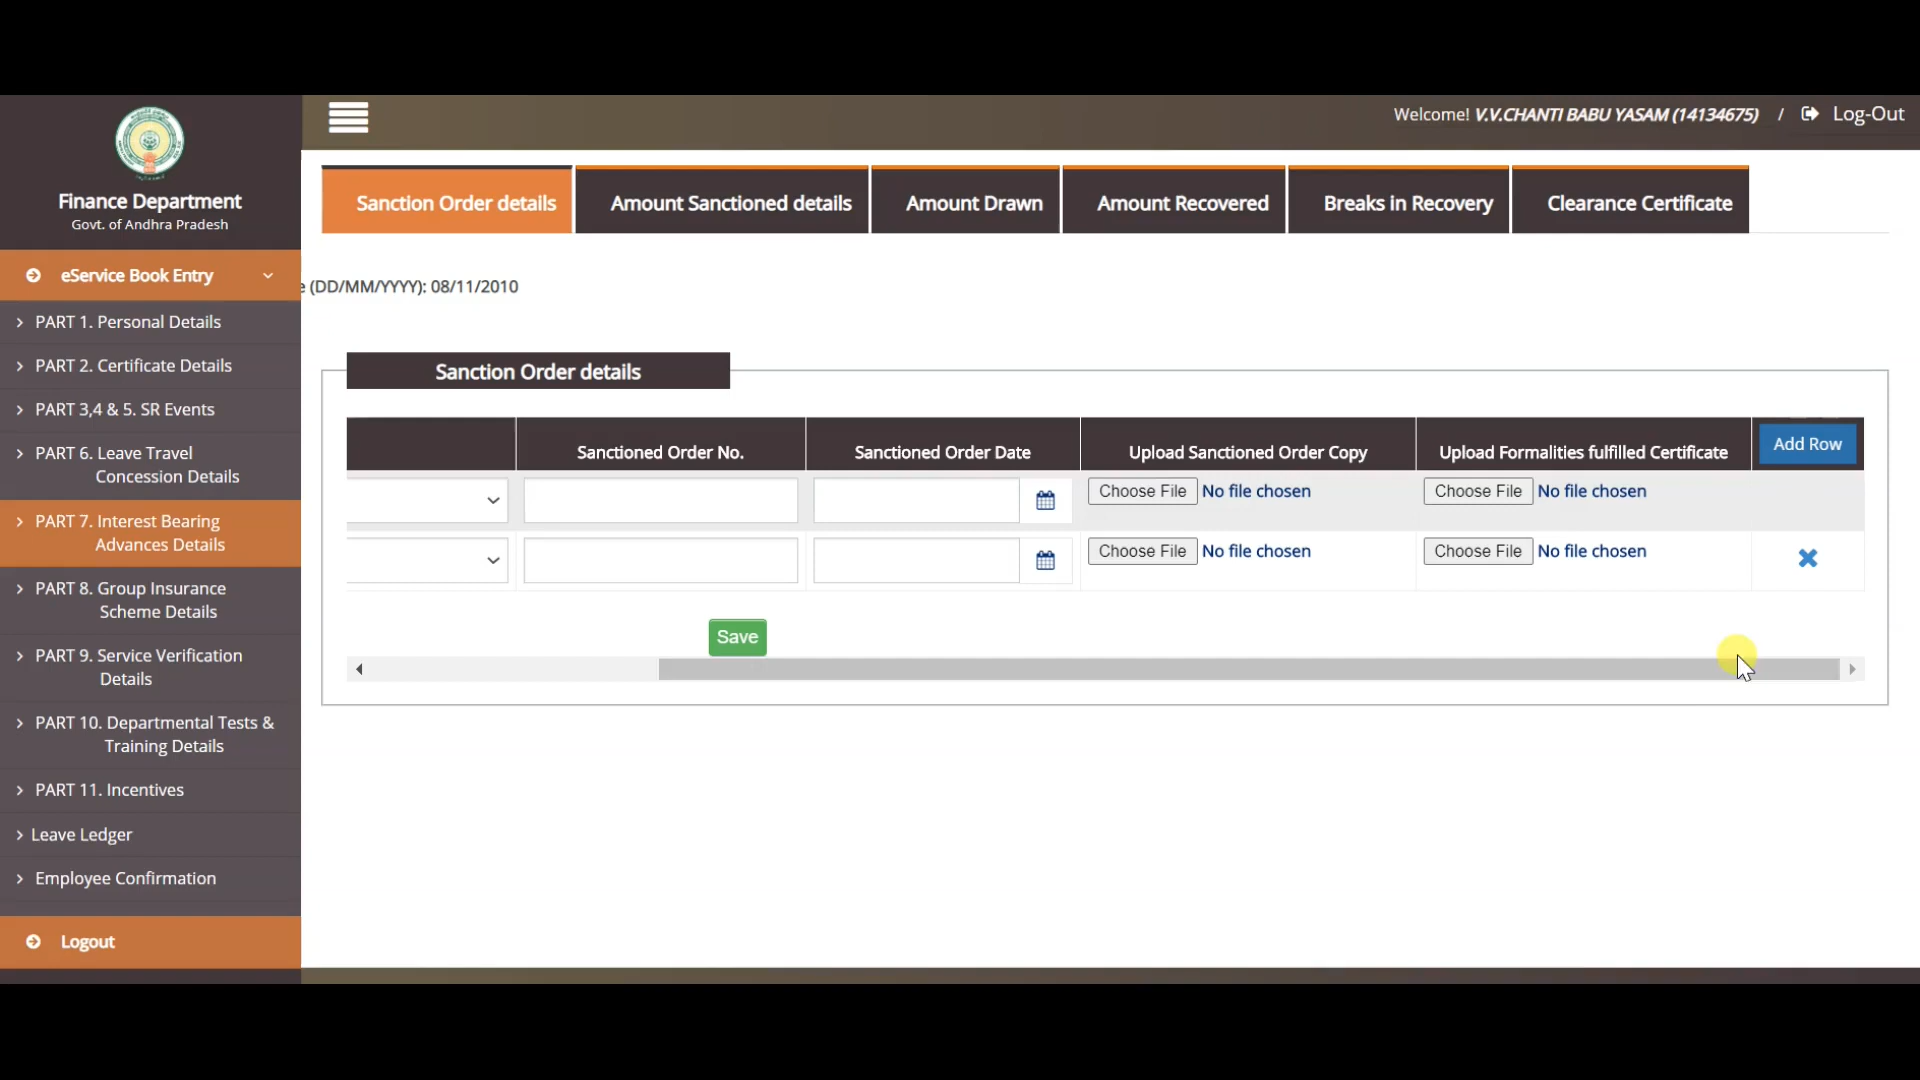 Finance Department
Govt. of Andhra Pradesh
eService Book Entry
PART 1. Personal Details
PART 2. Certificate Details
PART 3,4 & 5. SR Events
PART 6. Leave Travel
Concession Details
PART 7. Interest Bearing
Advances Details
PART 8. Group Insurance
Scheme Details
PART 9. Service Verification
Details
PART 10. Departmental Tests &
Training Details
PART 11. Incentives
Leave Ledger
Employee Confirmation
Logout
Welcome! V.V.CHANTI BABU YASAM (14134675) / Log-Out
Sanction Order details Amount Sanctioned details Amount Drawn Amount Recovered Breaks in Recovery Clearance Certificate
e (DD/MM/YYYY): 08/11/2010
Sanction Order details
Sanctioned Order No. Sanctioned Order Date Upload Sanctioned Order Copy Upload Formalities fulfilled Certificate Add Row
Choose File No file chosen Choose File No file chosen
Choose File No file chosen Choose File No file chosen
Save